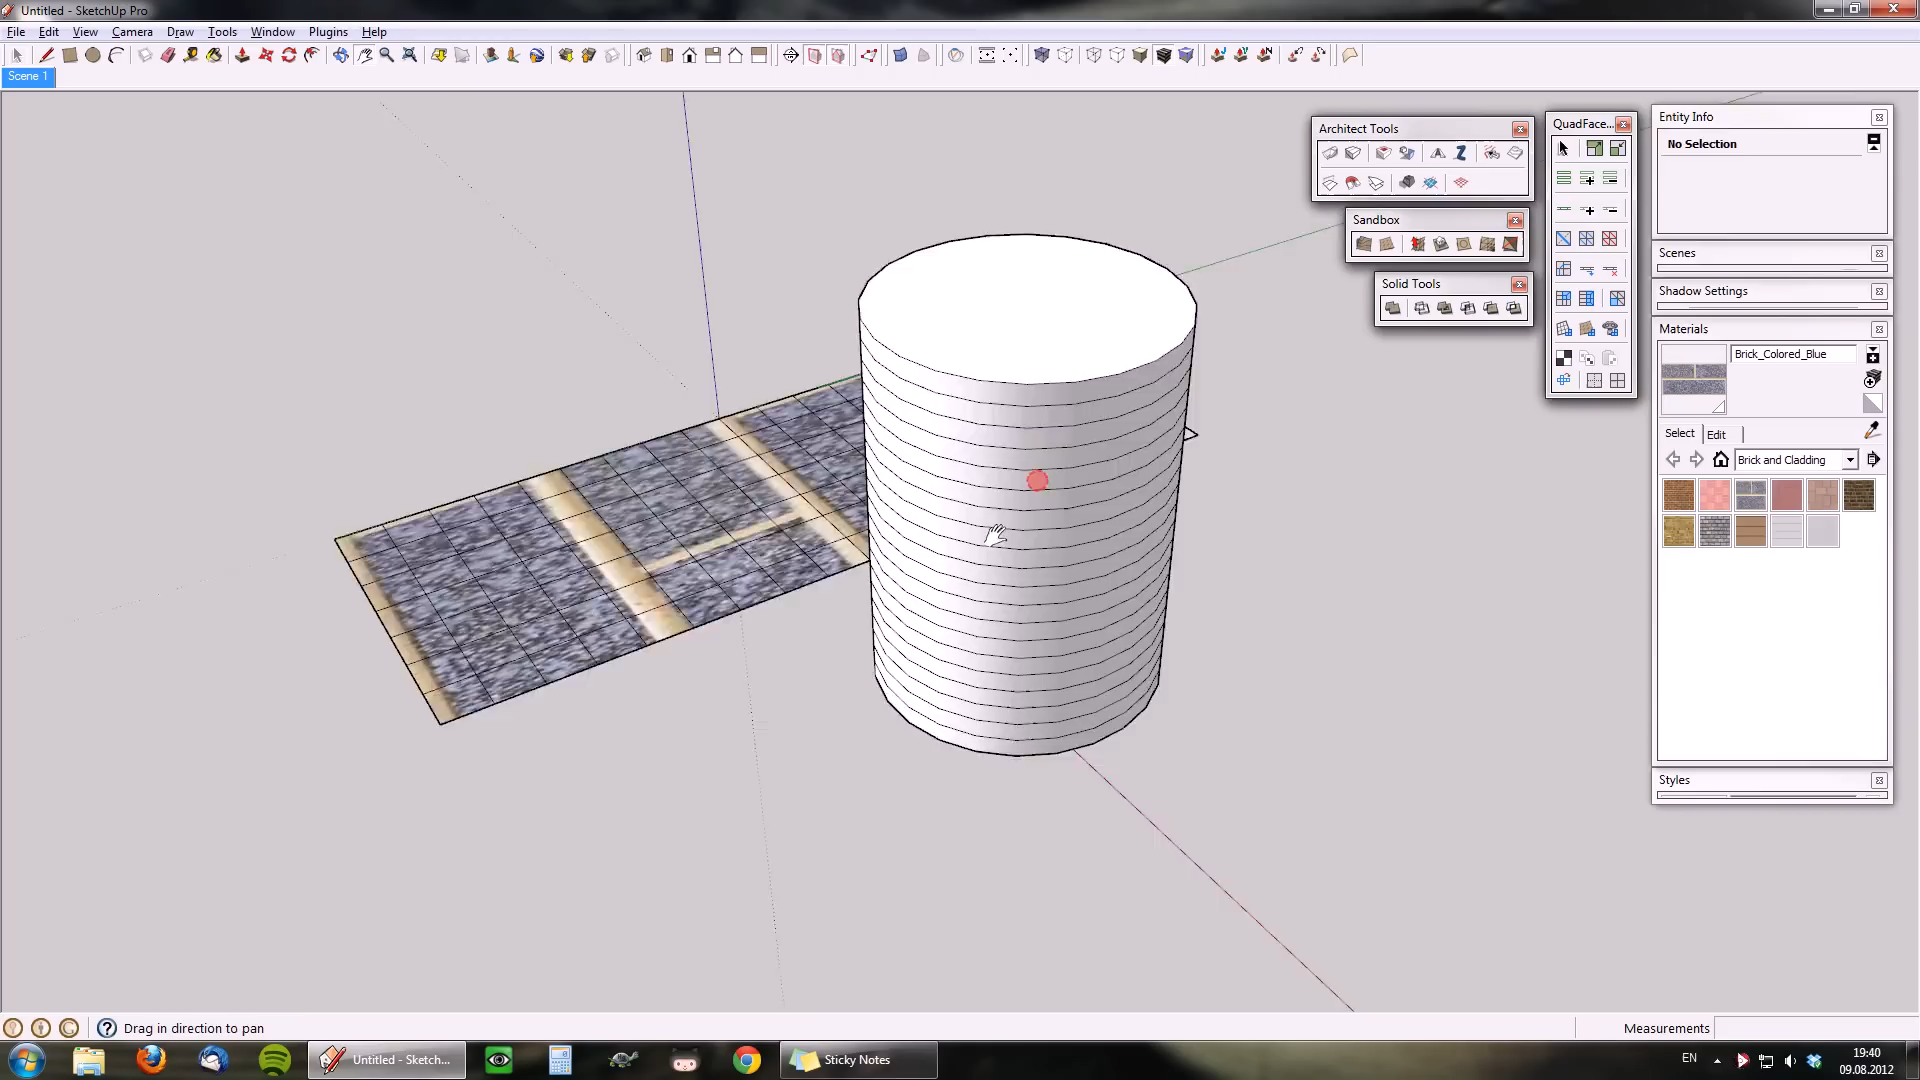 Untitled - SketchUp Pro
File Edit View Camera Draw Tools Window Plugins Help
Scene 1
Architect Tools
QuadFace...
Entity Info
No Selection
Sandbox
Scenes
Solid Tools
Shadow Settings
Materials
Brick_Colored_Blue
Select Edit
Brick and Cladding
Styles
Drag in direction to pan
Measurements
Untitled - Sketch...
Sticky Notes
EN
19:40
09.08.2012